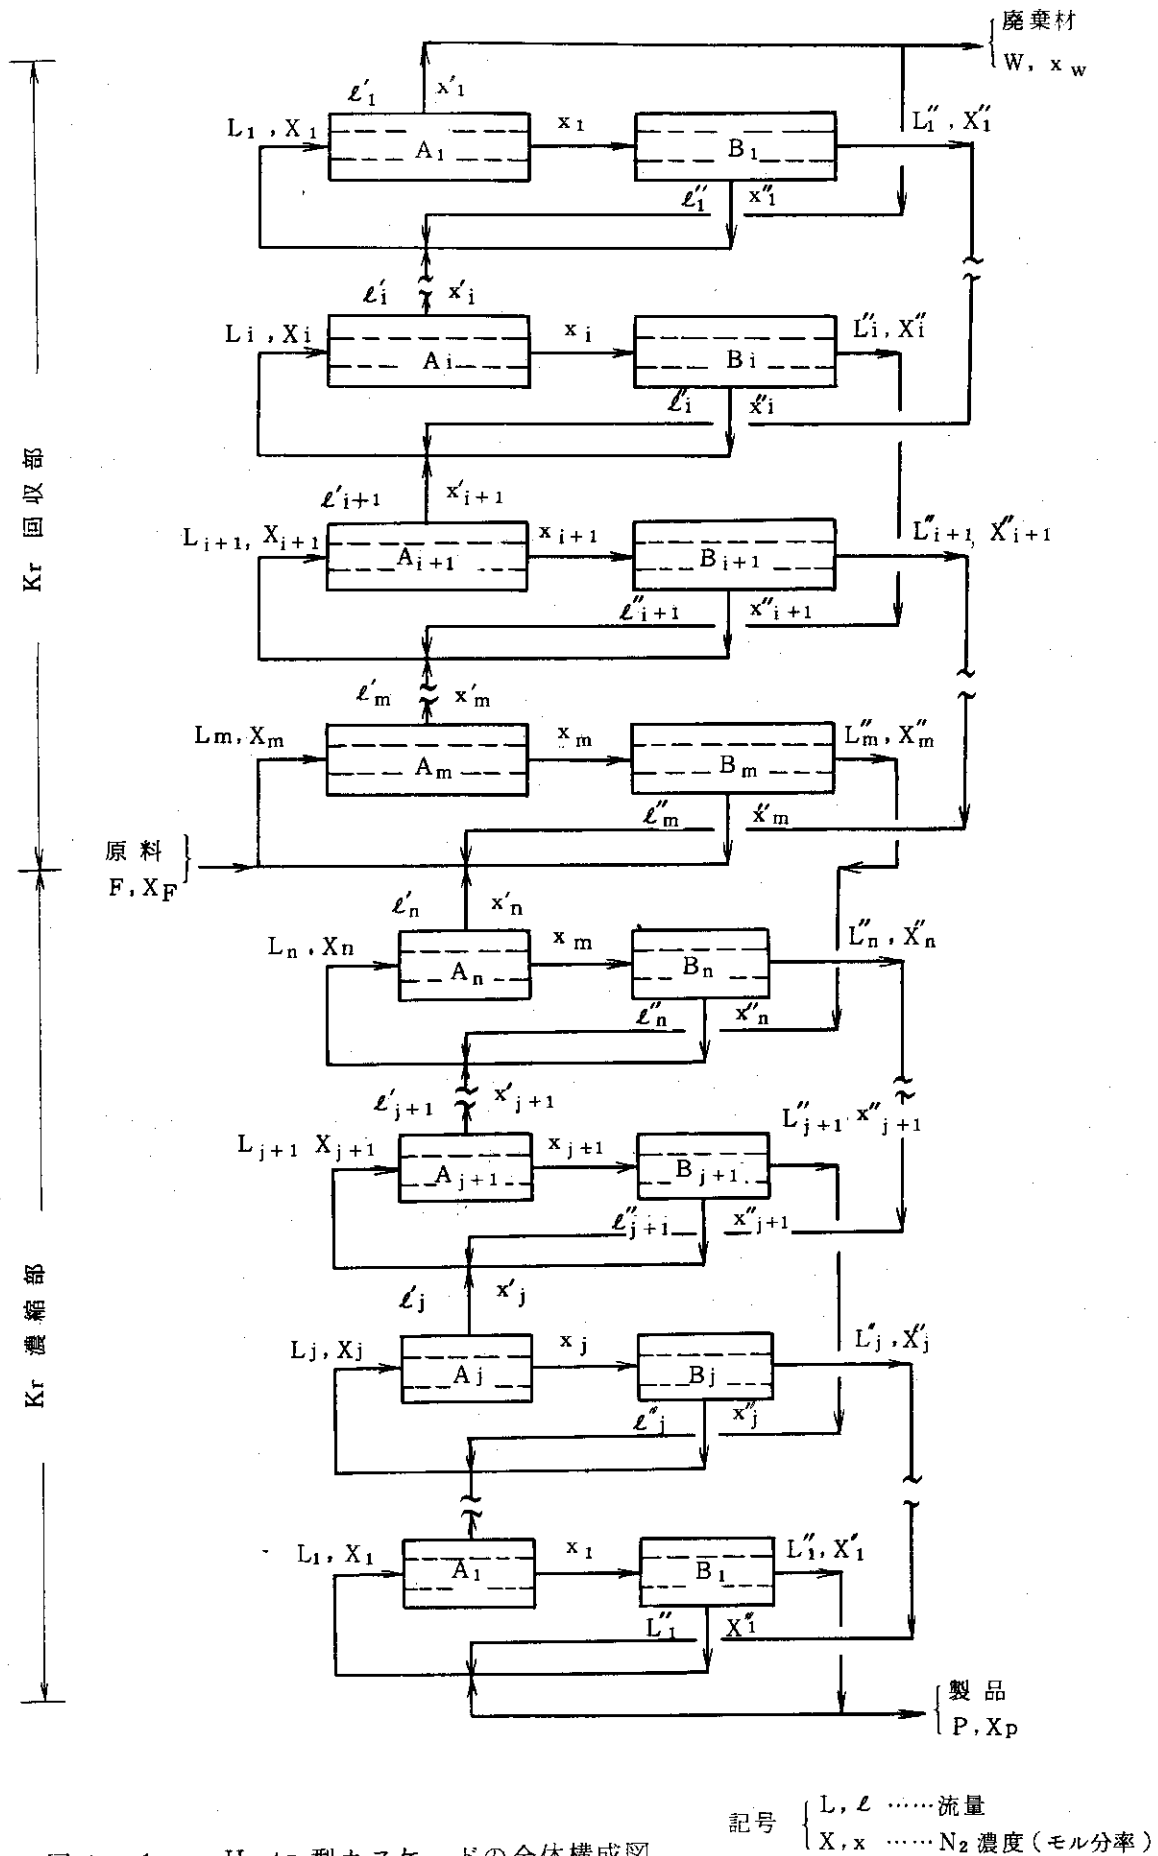 廃棄材
W, x w
ℓ′1 x′1
L1 , X1 x1 L″1 , X″1
A1 B1
ℓ″1 x″1
ℓ′i x′i
Li , Xi xi L″i , X″i
Ai Bi
ℓ″i x″i
Kr 回収部
ℓ′i+1 x′i+1
Li+1, Xi+1 xi+1 L″i+1, X″i+1
Ai+1 Bi+1
ℓ″i+1 x″i+1
ℓ′m x′m
Lm, Xm xm L″m , X″m
Am Bm
ℓ″m x″m
原料
F, XF
ℓ′n x′n
Ln , Xn xm L″n , X″n
An Bn
ℓ″n x″n
ℓ′j+1 x′j+1
Lj+1 Xj+1 xj+1 L″j+1 x″j+1
Aj+1 Bj+1
ℓ″j+1 x″j+1
Kr 濃縮部
ℓ′j x′j
Lj, Xj xj L″j , X″j
Aj Bj
ℓ″j x″j
L1, X1 x1 L″1, X″1
A1 B1
L″1 X″1
製品
P, Xp
記号
L, ℓ ……流量
X, x ……N2 濃度（モル分率）